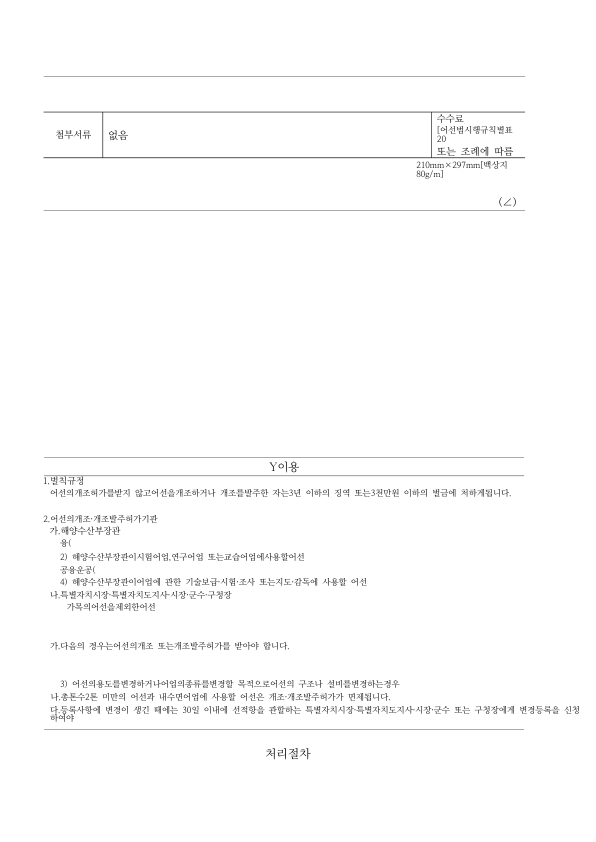 첨부서류
없음
수수료
[어선법시행규칙별표
20
또는 조례에 따름
210mm×297mm[백상지
80g/m]
(∠)
Y이용
1.벌칙규정
어선의개조허가를받지 않고어선을개조하거나 개조를발주한 자는3년 이하의 징역 또는3천만원 이하의 벌금에 처하게됩니다.
2.어선의개조·개조발주허가기관
가.해양수산부장관
용(
2) 해양수산부장관이시험어업,연구어업 또는교습어업에사용할어선
공용운공(
4) 해양수산부장관이어업에 관한 기술보급·시험·조사 또는지도·감독에 사용할 어선
나.특별자치시장·특별자치도지사·시장·군수·구청장
가목의어선을제외한어선
가.다음의 경우는어선의개조 또는개조발주허가를 받아야 합니다.
3) 어선의용도를변경하거나어업의종류를변경할 목적으로어선의 구조나 설비를변경하는경우
나.총톤수2톤 미만의 어선과 내수면어업에 사용할 어선은 개조·개조발주허가가 면제됩니다.
다.등록사항에 변경이 생긴 때에는 30일 이내에 선적항을 관할하는 특별자치시장·특별자치도지사·시장·군수 또는 구청장에게 변경등록을 신청
하여야
처리절차